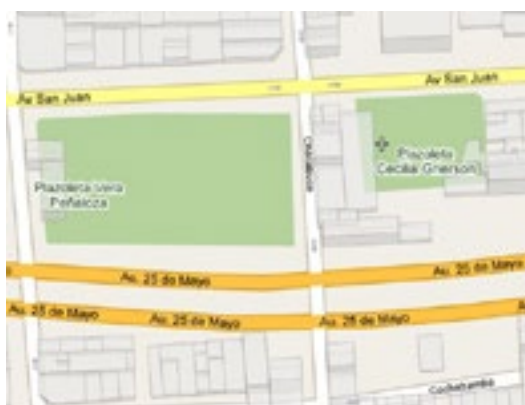 Av San Juan
Av San Juan
Plazoleta
Cecilia Grierson
Plazoleta Vera
Peñaloza
Au. 25 de Mayo
Au. 25 de Mayo
Au. 25 de Mayo
Au. 25 de Mayo
Au. 25 de Mayo
Cochabamba